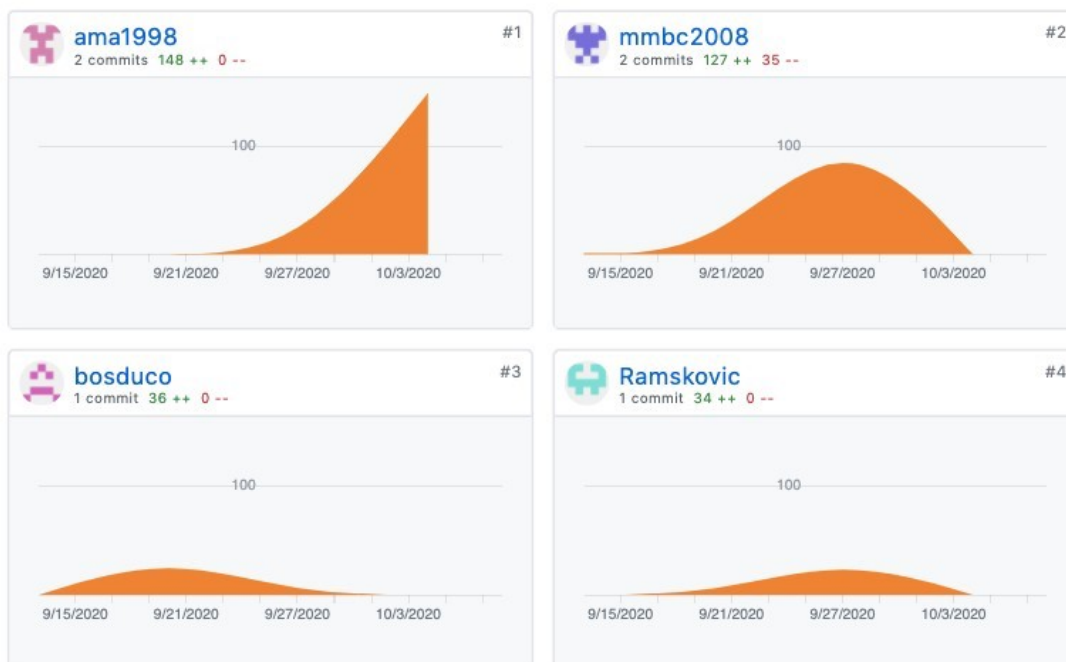 ama1998 #1
2 commits 148 ++ 0 --
100
9/15/2020 9/21/2020 9/27/2020 10/3/2020
mmbc2008 #2
2 commits 127 ++ 35 --
100
9/15/2020 9/21/2020 9/27/2020 10/3/2020
bosduco #3
1 commit 36 ++ 0 --
100
9/15/2020 9/21/2020 9/27/2020 10/3/2020
Ramskovic #4
1 commit 34 ++ 0 --
100
9/15/2020 9/21/2020 9/27/2020 10/3/2020